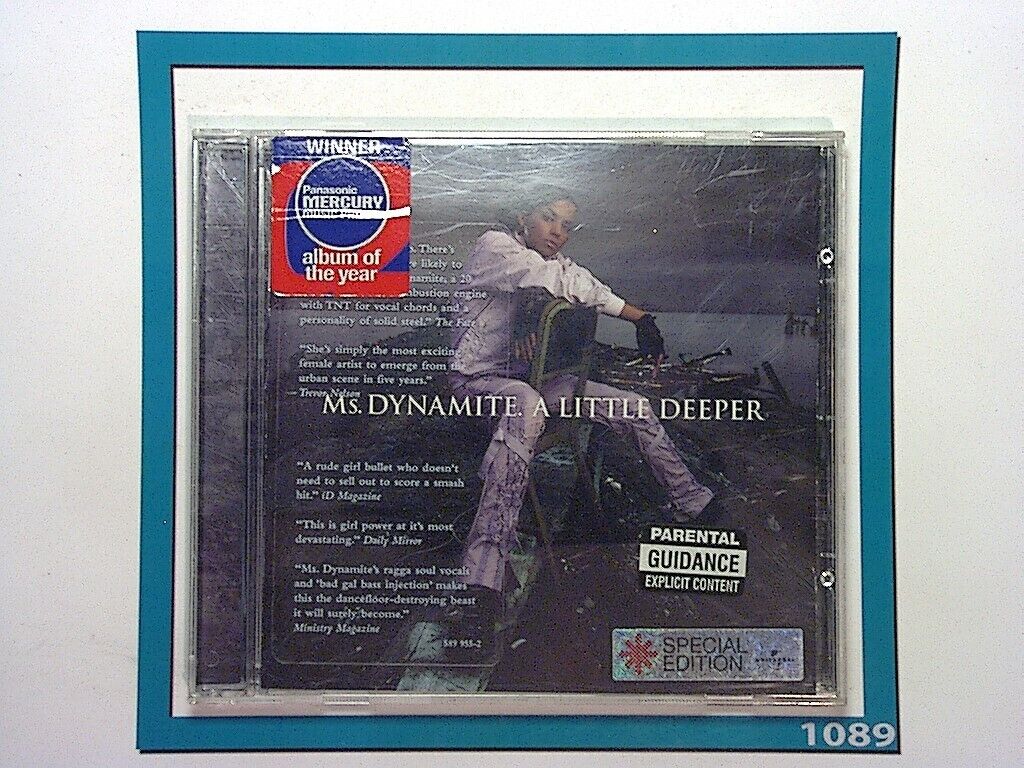 WINNER
Panasonic
MERCURY
album of
the year
There's
likely to
a 20
engine
with TNT for vocal chords and a
personality of solid steel." The Face
"She's simply the most exciting
female artist to emerge from the
urban scene in five years."
Trevor Nelson
Ms. DYNAMITE. A LITTLE DEEPER
"A rude girl bullet who doesn't
need to sell out to score a smash
hit." iD Magazine
"This is girl power at it's most
devastating." Daily Mirror
"Ms. Dynamite's ragga soul vocals
and 'bad gal bass injection' makes
this the dancefloor-destroying beast
it will surely become."
Ministry Magazine
589 955-2
PARENTAL
GUIDANCE
EXPLICIT CONTENT
SPECIAL
EDITION
UNIVERSAL
1089